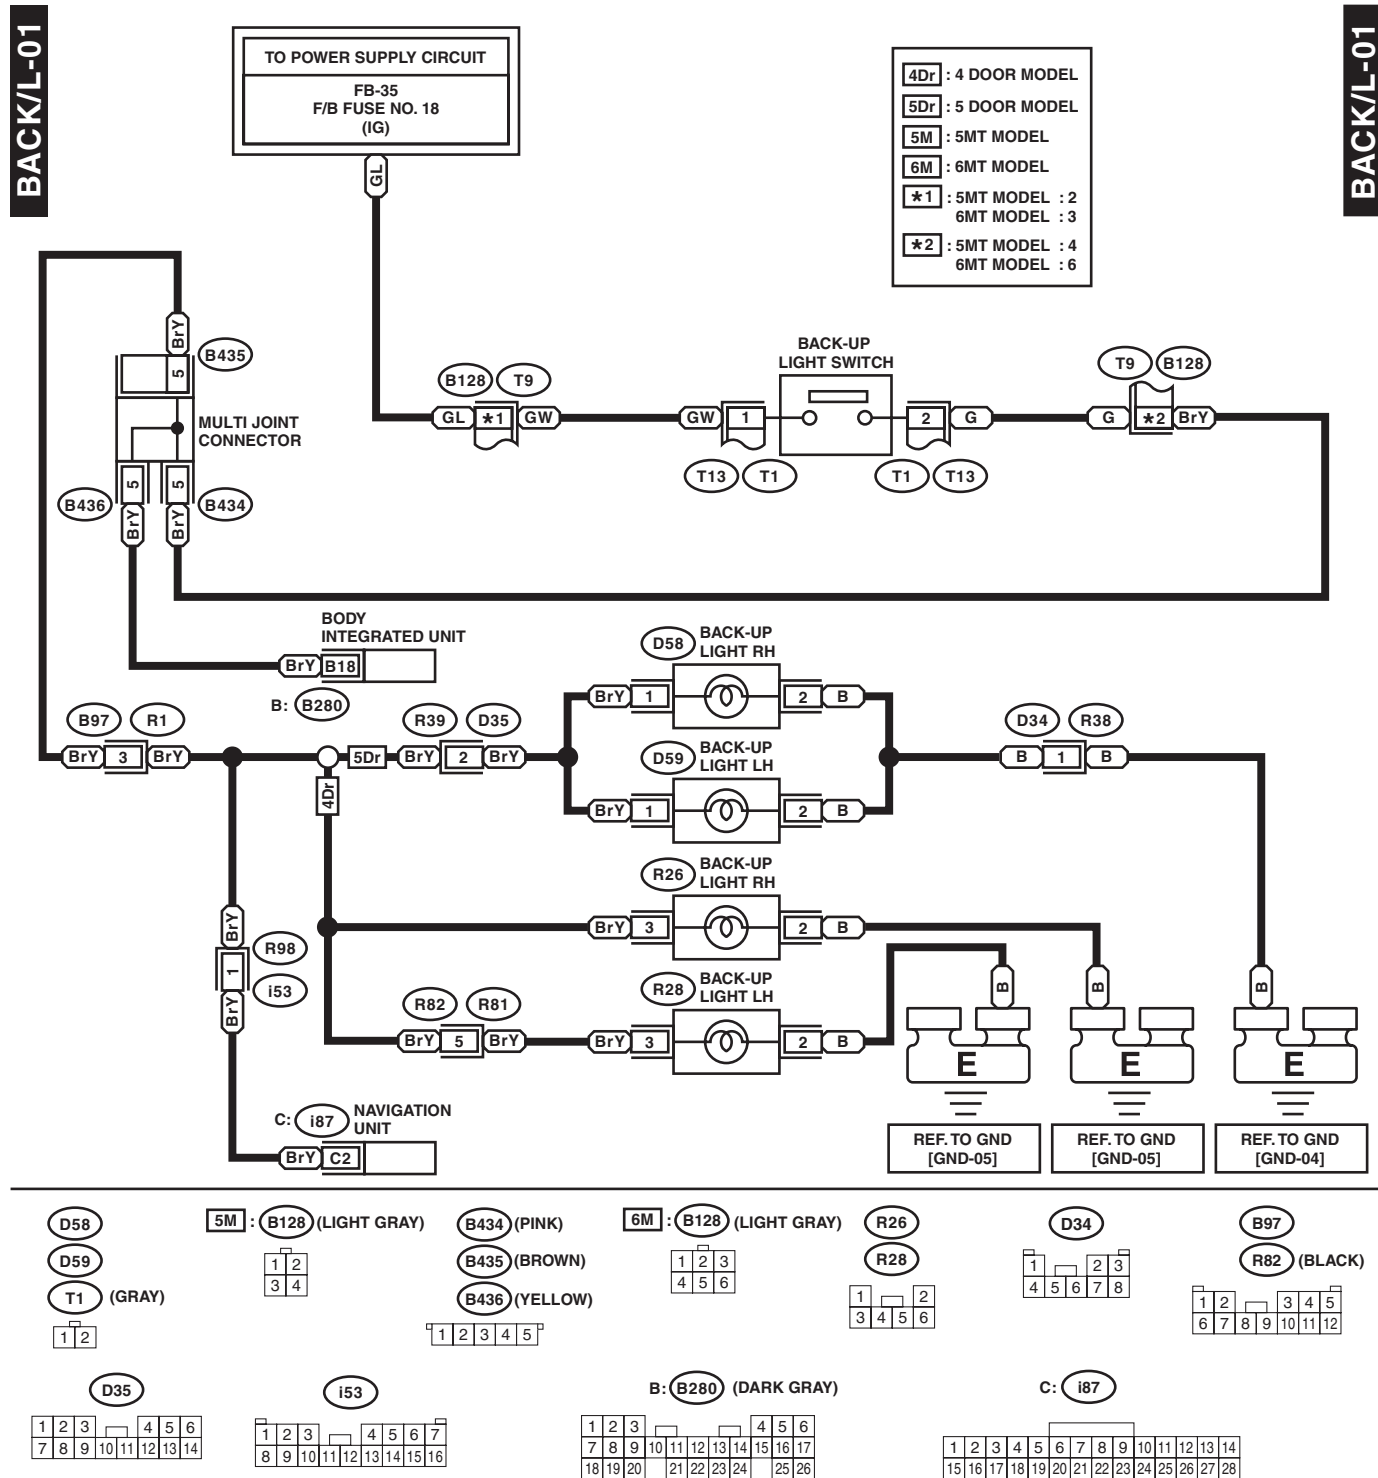 BACK/L-01
BACK/L-01
TO POWER SUPPLY CIRCUIT
FB-35
F/B FUSE NO. 18
(IG)
4Dr : 4 DOOR MODEL
5Dr : 5 DOOR MODEL
5M : 5MT MODEL
6M : 6MT MODEL
*1 : 5MT MODEL : 2
6MT MODEL : 3
*2 : 5MT MODEL : 4
6MT MODEL : 6
GL
BrY
B435
5
MULTI JOINT
CONNECTOR
5 5
B436 B434
BrY BrY
B128 T9
GL *1 GW
BACK-UP
LIGHT SWITCH
GW 1 2 G
T13 T1 T1 T13
T9 B128
G *2 BrY
BODY
INTEGRATED UNIT
BrY B18
B: B280
D58 BACK-UP
LIGHT RH
BrY 1 2 B
B97 R1
BrY 3 BrY
5Dr
R39 D35
BrY 2 BrY
D59 BACK-UP
LIGHT LH
BrY 1 2 B
D34 R38
B 1 B
4Dr
R26 BACK-UP
LIGHT RH
BrY 3 2 B
BrY
R98
1
i53
BrY
R28 BACK-UP
LIGHT LH
R82 R81
BrY 5 BrY
BrY 3 2 B
B B B
E E E
C: i87 NAVIGATION
UNIT
BrY C2
REF. TO GND
[GND-05]
REF. TO GND
[GND-05]
REF. TO GND
[GND-04]
D58
D59
T1 (GRAY)
1 2
5M : B128 (LIGHT GRAY)
1 2
3 4
B434 (PINK)
B435 (BROWN)
B436 (YELLOW)
1 2 3 4 5
6M : B128 (LIGHT GRAY)
1 2 3
4 5 6
R26
R28
1 2
3 4 5 6
D34
1 2 3
4 5 6 7 8
B97
R82 (BLACK)
1 2 3 4 5
6 7 8 9 10 11 12
D35
1 2 3 4 5 6
7 8 9 10 11 12 13 14
i53
1 2 3 4 5 6 7
8 9 10 11 12 13 14 15 16
B: B280 (DARK GRAY)
1 2 3 4 5 6
7 8 9 10 11 12 13 14 15 16 17
18 19 20 21 22 23 24 25 26
C: i87
1 2 3 4 5 6 7 8 9 10 11 12 13 14
15 16 17 18 19 20 21 22 23 24 25 26 27 28